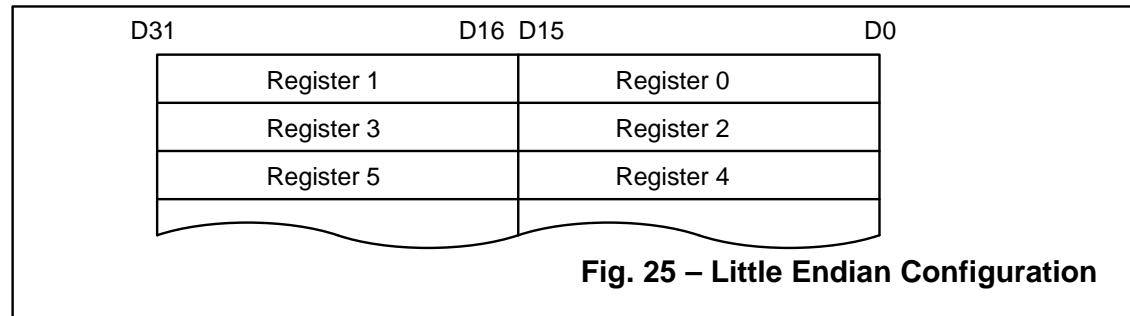 D31 D16 D15 D0
Register 1 Register 0
Register 3 Register 2
Register 5 Register 4
Fig. 25 – Little Endian Configuration